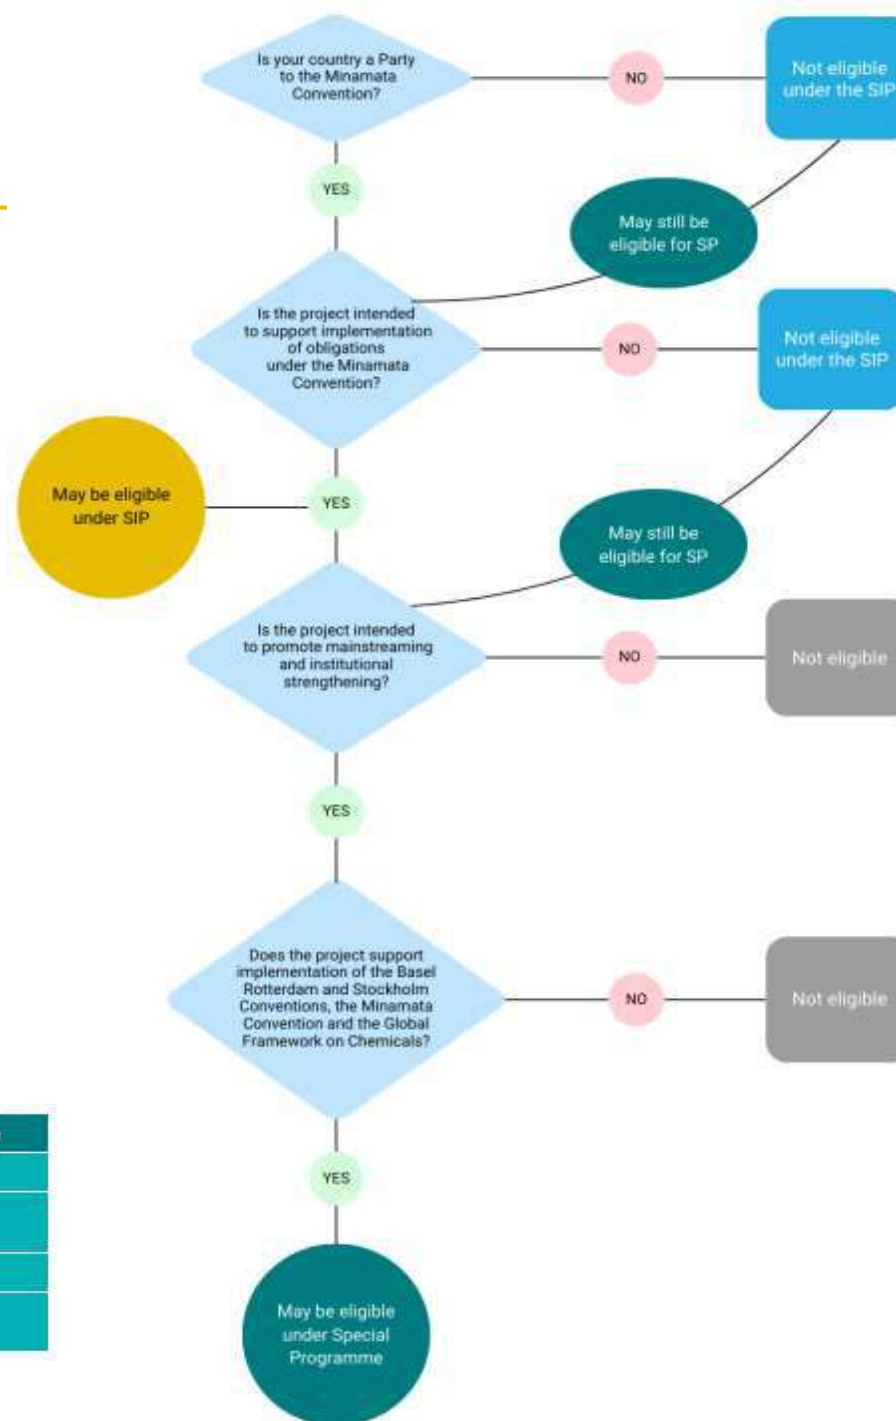 Is your country a Party
to the Minamata
Convention?
NO
Not eligible
under the SIP
YES
May still be
eligible for SP
Is the project intended
to support implementation
of obligations
under the Minamata
Convention?
NO
Not eligible
under the SIP
May be eligible
under SIP
YES
May still be
eligible for SP
Is the project intended
to promote mainstreaming
and institutional
strengthening?
NO
Not eligible
YES
Does the project support
implementation of the Basel
Rotterdam and Stockholm
Conventions, the Minamata
Convention and the Global
Framework on Chemicals?
NO
Not eligible
YES
May be eligible
under Special
Programme